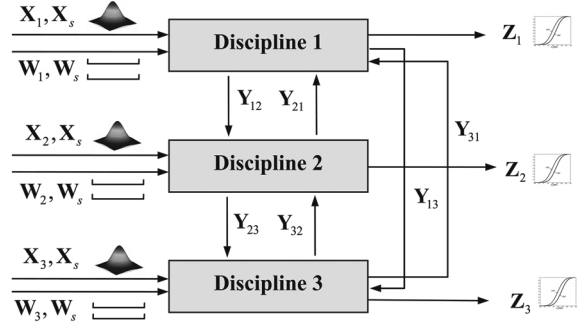 X₁, Xₛ
Discipline 1
Z₁
W₁, Wₛ
Y₁₂
Y₂₁
Y₃₁
X₂, Xₛ
Discipline 2
Z₂
W₂, Wₛ
Y₁₃
Y₂₃
Y₃₂
X₃, Xₛ
Discipline 3
Z₃
W₃, Wₛ